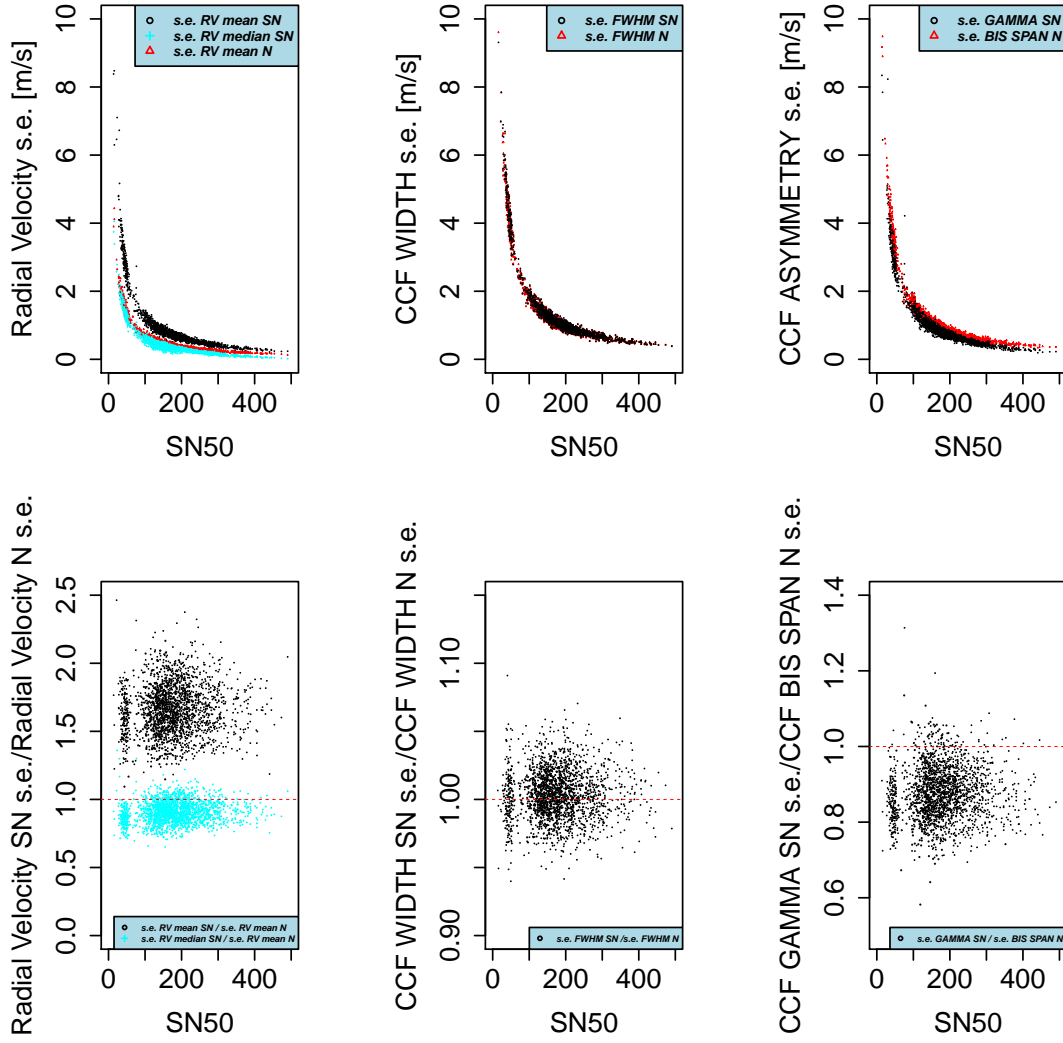 Radial Velocity s.e. [m/s]
0 2 4 6 8 10
s.e. RV mean SN
s.e. RV median SN
s.e. RV mean N
0 200 400
SN50
CCF WIDTH s.e. [m/s]
0 2 4 6 8 10
s.e. FWHM SN
s.e. FWHM N
0 200 400
SN50
CCF ASYMMETRY s.e. [m/s]
0 2 4 6 8 10
s.e. GAMMA SN
s.e. BIS SPAN N
0 200 400
SN50
Radial Velocity SN s.e./Radial Velocity N s.e.
0.0 0.5 1.0 1.5 2.0 2.5
s.e. RV mean SN / s.e. RV mean N
s.e. RV median SN / s.e. RV mean N
0 200 400
SN50
CCF WIDTH SN s.e./CCF WIDTH N s.e.
0.90 1.00 1.10
s.e. FWHM SN /s.e. FWHM N
0 200 400
SN50
CCF GAMMA SN s.e./CCF BIS SPAN N s.e.
0.6 0.8 1.0 1.2 1.4
s.e. GAMMA SN / s.e. BIS SPAN N
0 200 400
SN50